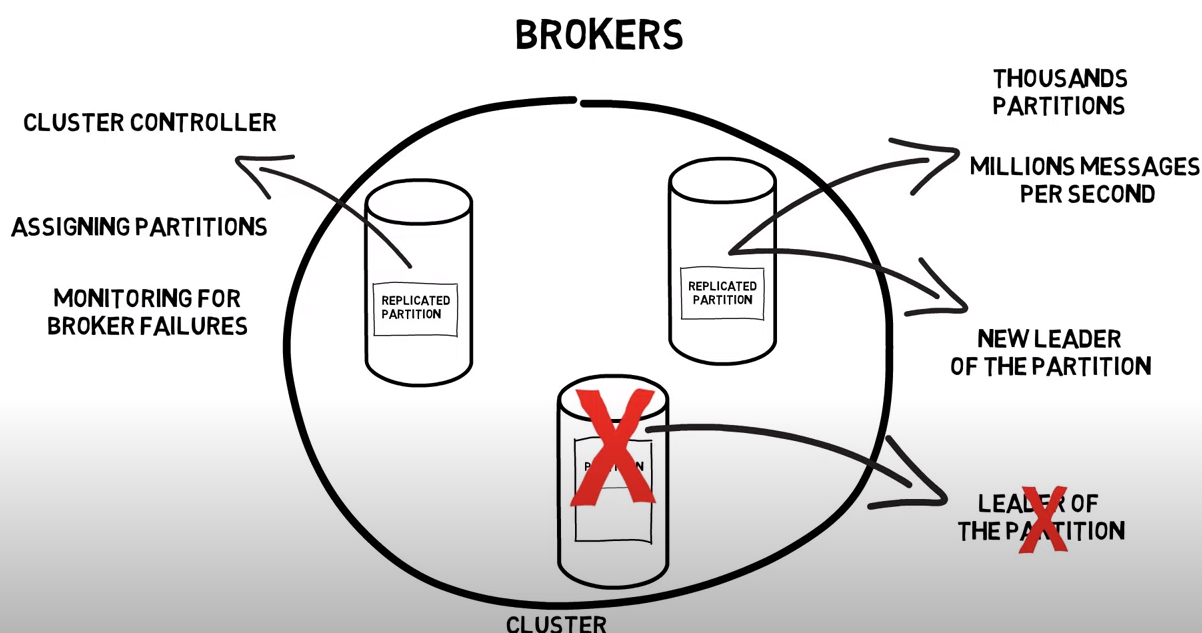 BROKERS
CLUSTER CONTROLLER
ASSIGNING PARTITIONS
MONITORING FOR
BROKER FAILURES
REPLICATED
PARTITION
REPLICATED
PARTITION
THOUSANDS
PARTITIONS
MILLIONS MESSAGES
PER SECOND
NEW LEADER
OF THE PARTITION
PARTITION
LEADER OF
THE PARTITION
CLUSTER